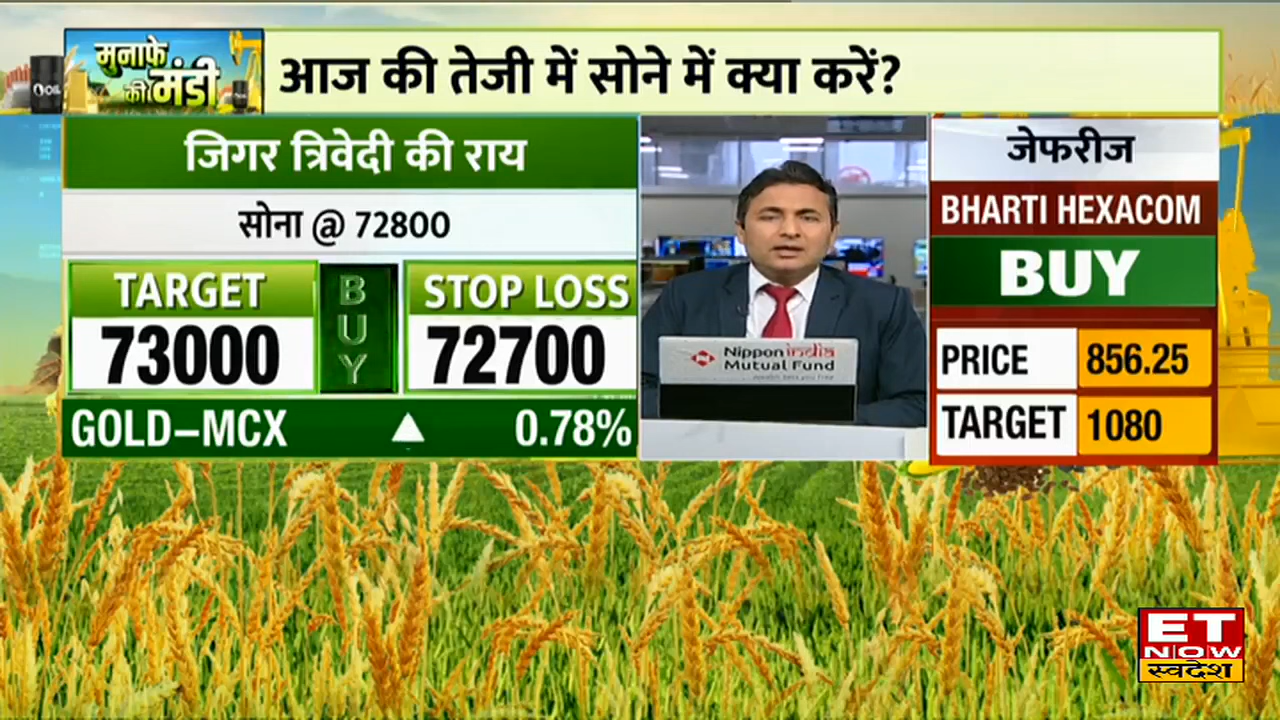 मुनाफे
की मंडी
OIL
आज की तेजी में सोने में क्या करें?
जिगर त्रिवेदी की राय
सोना @ 72800
TARGET
73000
BUY
STOP LOSS
72700
GOLD–MCX ▲ 0.78%
Nippon india
Mutual Fund
जेफरीज
BHARTI HEXACOM
BUY
PRICE 856.25
TARGET 1080
ET
NOW
स्वदेश